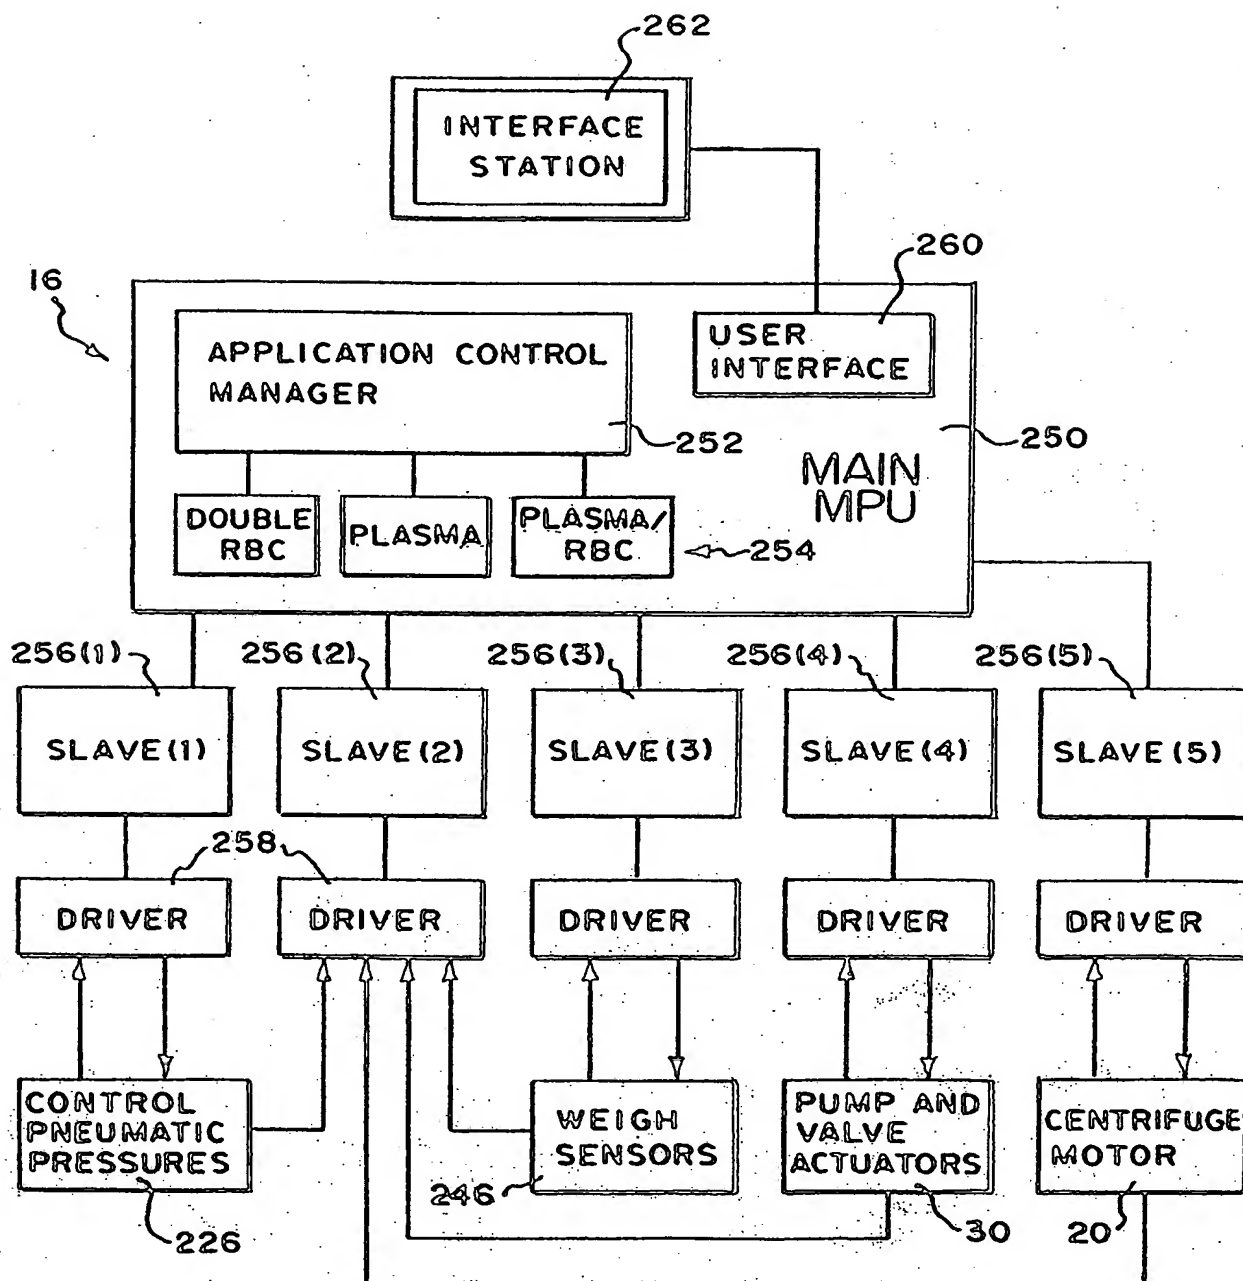 262
INTERFACE
STATION
260
16
APPLICATION CONTROL
MANAGER
USER
INTERFACE
252
250
MAIN
MPU
DOUBLE
RBC
PLASMA
PLASMA/
RBC
254
256(1)
256(2)
256(3)
256(4)
256(5)
SLAVE(1)
SLAVE(2)
SLAVE(3)
SLAVE(4)
SLAVE(5)
258
DRIVER
DRIVER
DRIVER
DRIVER
DRIVER
CONTROL
PNEUMATIC
PRESSURES
WEIGH
SENSORS
PUMP AND
VALVE
ACTUATORS
CENTRIFUGE
MOTOR
226
246
30
20